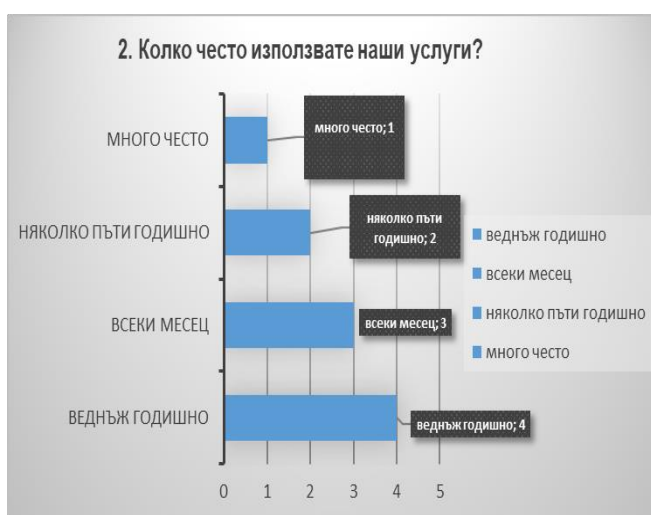 2. Колко често използвате наши услуги?
МНОГО ЧЕСТО
много често; 1
НЯКОЛКО ПЪТИ ГОДИШНО
няколко пъти
годишно; 2
ВСЕКИ МЕСЕЦ
всеки месец; 3
ВЕДНЪЖ ГОДИШНО
веднъж годишно; 4
0 1 2 3 4 5
веднъж годишно
всеки месец
няколко пъти годишно
много често